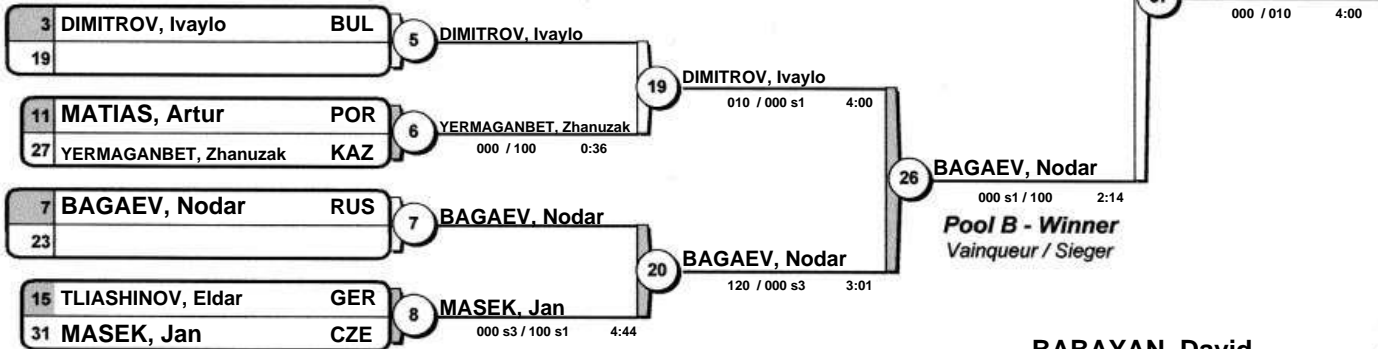 000 / 010 4:00
3 DIMITROV, Ivaylo BUL
19
5
DIMITROV, Ivaylo
11 MATIAS, Artur POR
27 YERMAGANBET, Zhanuzak KAZ
6
YERMAGANBET, Zhanuzak
000 / 100 0:36
19
DIMITROV, Ivaylo
010 / 000 s1 4:00
7 BAGAEV, Nodar RUS
23
7
BAGAEV, Nodar
15 TLIASHINOV, Eldar GER
31 MASEK, Jan CZE
8
MASEK, Jan
000 s3 / 100 s1 4:44
20
BAGAEV, Nodar
120 / 000 s3 3:01
26
BAGAEV, Nodar
000 s1 / 100 2:14
Pool B - Winner
Vainqueur / Sieger
BABAYAN, David